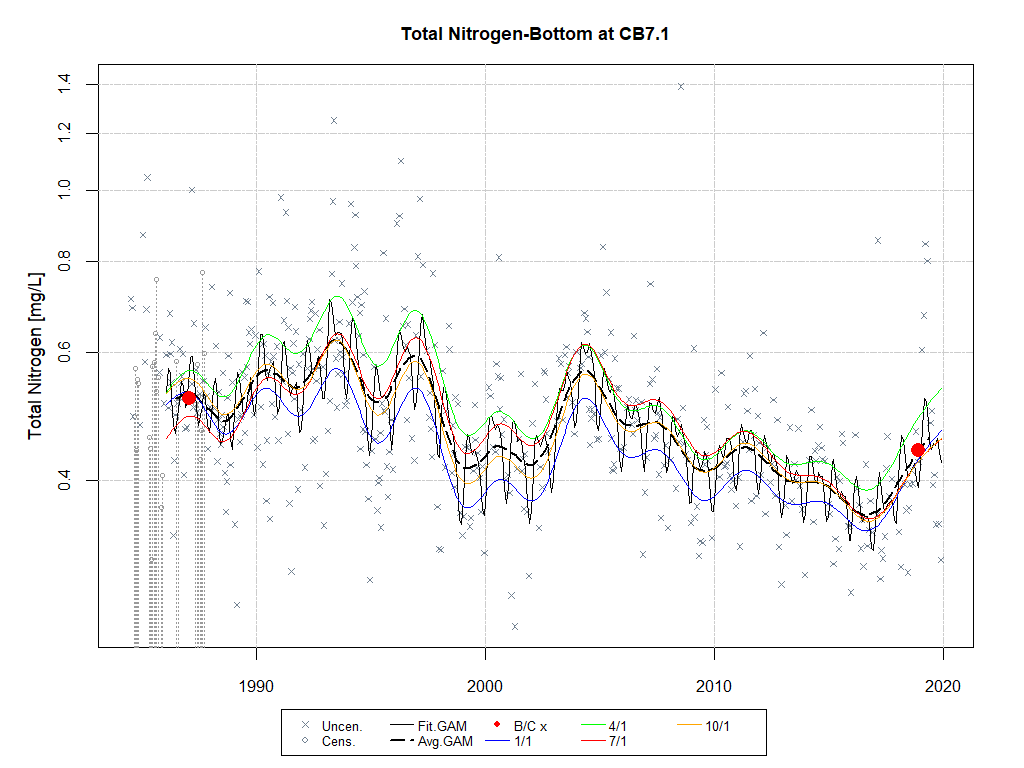 Total Nitrogen-Bottom at CB7.1
Total Nitrogen [mg/L]
1.4
1.2
1.0
0.8
0.6
0.4
1990 2000 2010 2020
Uncen. Fit.GAM B/C x 4/1 10/1
Cens. Avg.GAM 1/1 7/1